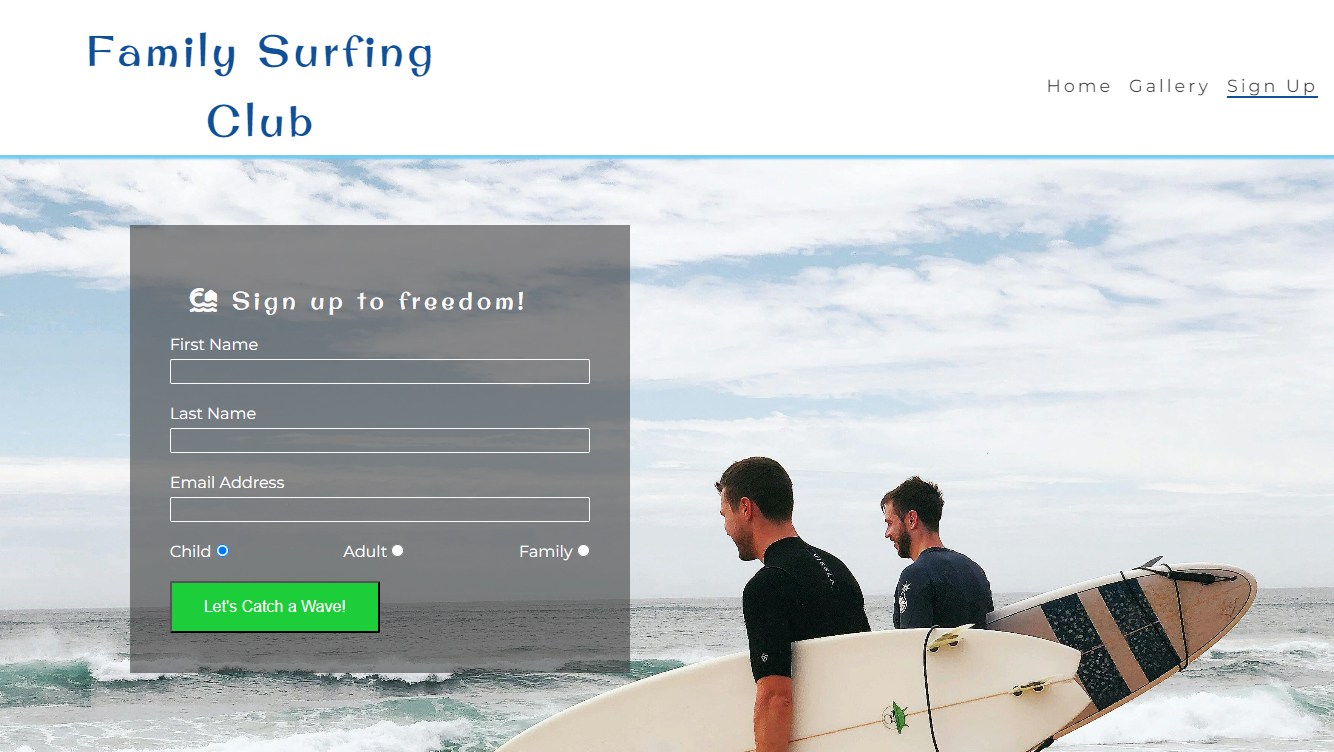 Family Surfing
Club
Home Gallery Sign Up
Sign up to freedom!
First Name
Last Name
Email Address
Child Adult Family
Let's Catch a Wave!
VISSLA